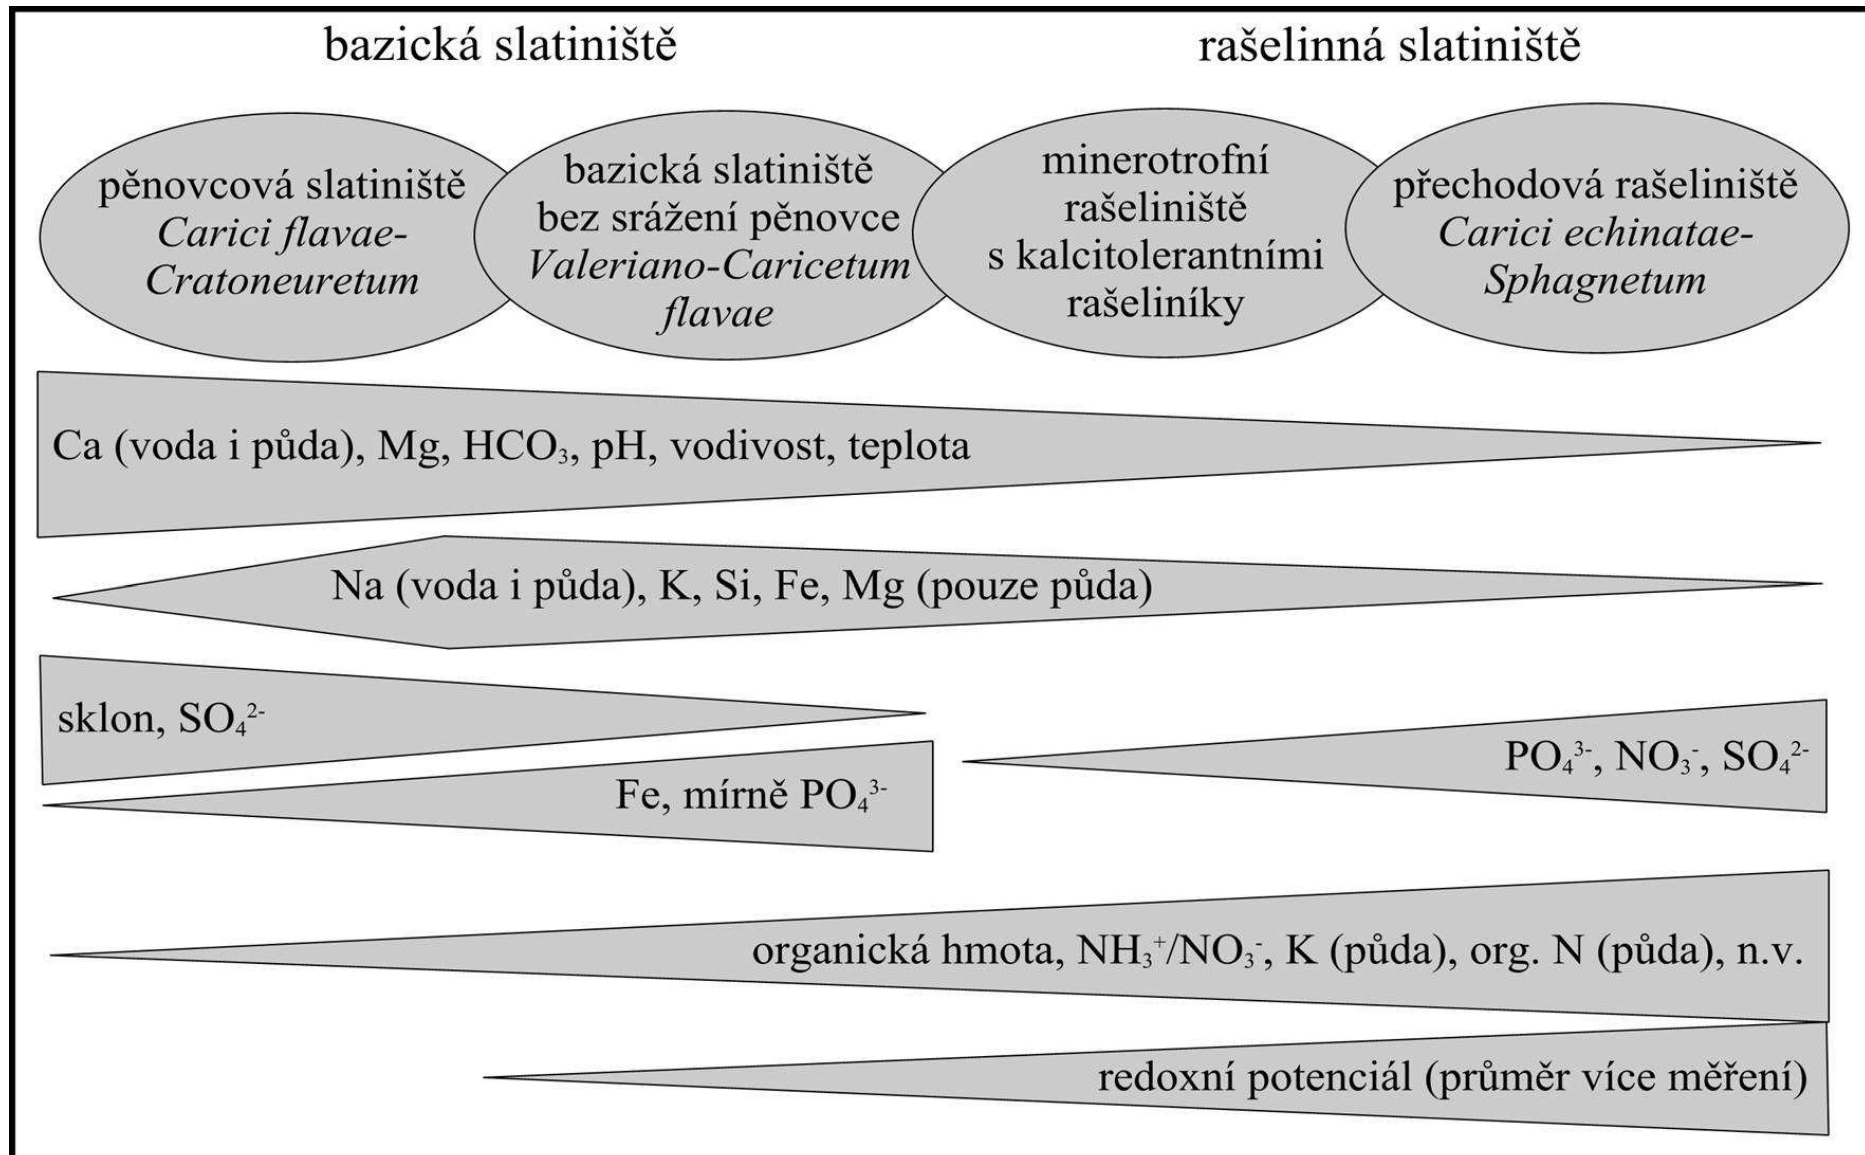 bazická slatiniště
rašelinná slatiniště
pěnovcová slatiniště
Carici flavae-
Cratoneuretum
bazická slatiniště
bez srážení pěnovce
Valeriano-Caricetum
flavae
minerotrofní
rašeliniště
s kalcitolerantními
rašeliníky
přechodová rašeliniště
Carici echinatae-
Sphagnetum
Ca (voda i půda), Mg, HCO₃, pH, vodivost, teplota
Na (voda i půda), K, Si, Fe, Mg (pouze půda)
sklon, SO₄²⁻
Fe, mírně PO₄³⁻
PO₄³⁻, NO₃⁻, SO₄²⁻
organická hmota, NH₃⁺/NO₃⁻, K (půda), org. N (půda), n.v.
redoxní potenciál (průměr více měření)